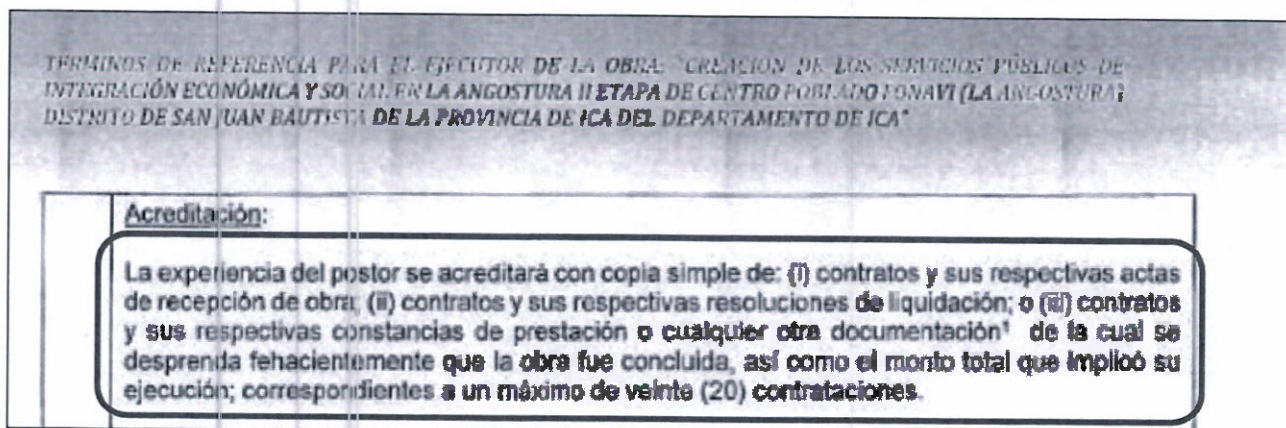 TÉRMINOS DE REFERENCIA PARA EL EJECUTOR DE LA OBRA: "CREACION DE LOS SERVICIOS PÚBLICOS DE
INTEGRACIÓN ECONÓMICA Y SOCIAL EN LA ANGOSTURA II ETAPA DE CENTRO POBLADO FONAVI (LA ANGOSTURA)
DISTRITO DE SAN JUAN BAUTISTA DE LA PROVINCIA DE ICA DEL DEPARTAMENTO DE ICA"
Acreditación:
La experiencia del postor se acreditará con copia simple de: (i) contratos y sus respectivas actas
de recepción de obra; (ii) contratos y sus respectivas resoluciones de liquidación; o (iii) contratos
y sus respectivas constancias de prestación o cualquier otra documentación¹ de la cual se
desprenda fehacientemente que la obra fue concluida, así como el monto total que implicó su
ejecución; correspondientes a un máximo de veinte (20) contrataciones.